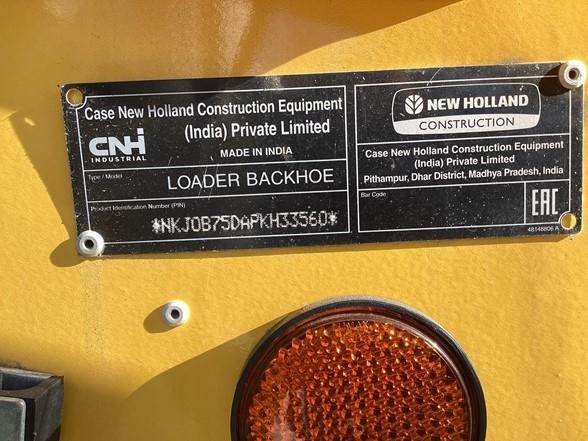 Case New Holland Construction Equipment
(India) Private Limited
CNH
INDUSTRIAL
MADE IN INDIA
Type / Model
LOADER BACKHOE
Product Identification Number (PIN)
*NKJ0B75DAPKH33560*
NEW HOLLAND
CONSTRUCTION
Case New Holland Construction Equipment
(India) Private Limited
Pithampur, Dhar District, Madhya Pradesh, India
Bar Code
EAC
48148806 A